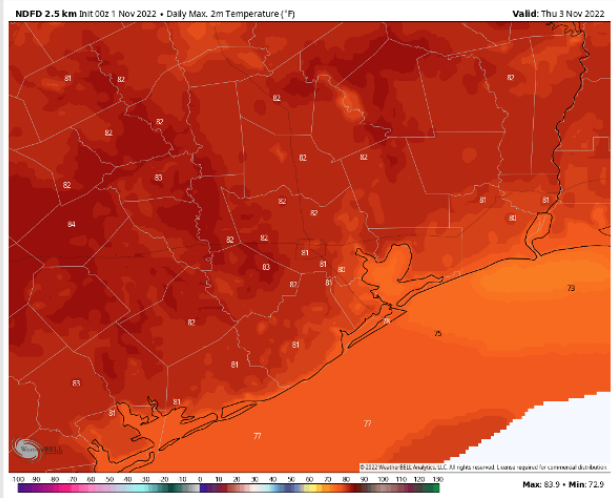 NDFD 2.5 km Init 00z 1 Nov 2022 • Daily Max. 2m Temperature (°F) Valid: Thu 3 Nov 2022
81 82 82
82
82 82
82 82
82 83
82 81 81
84 82 80
82 82 81
83 81 80
82 81
73
82 76
75
81
81
83
81 81
77
77
WeatherBELL
© 2022 WeatherBELL Analytics, LLC. All rights reserved. License required for commercial distribution.
-100 -90 -80 -70 -60 -50 -40 -30 -20 -10 0 10 20 30 40 50 60 70 80 90 100 110 120 130
Max: 83.9 • Min: 72.9